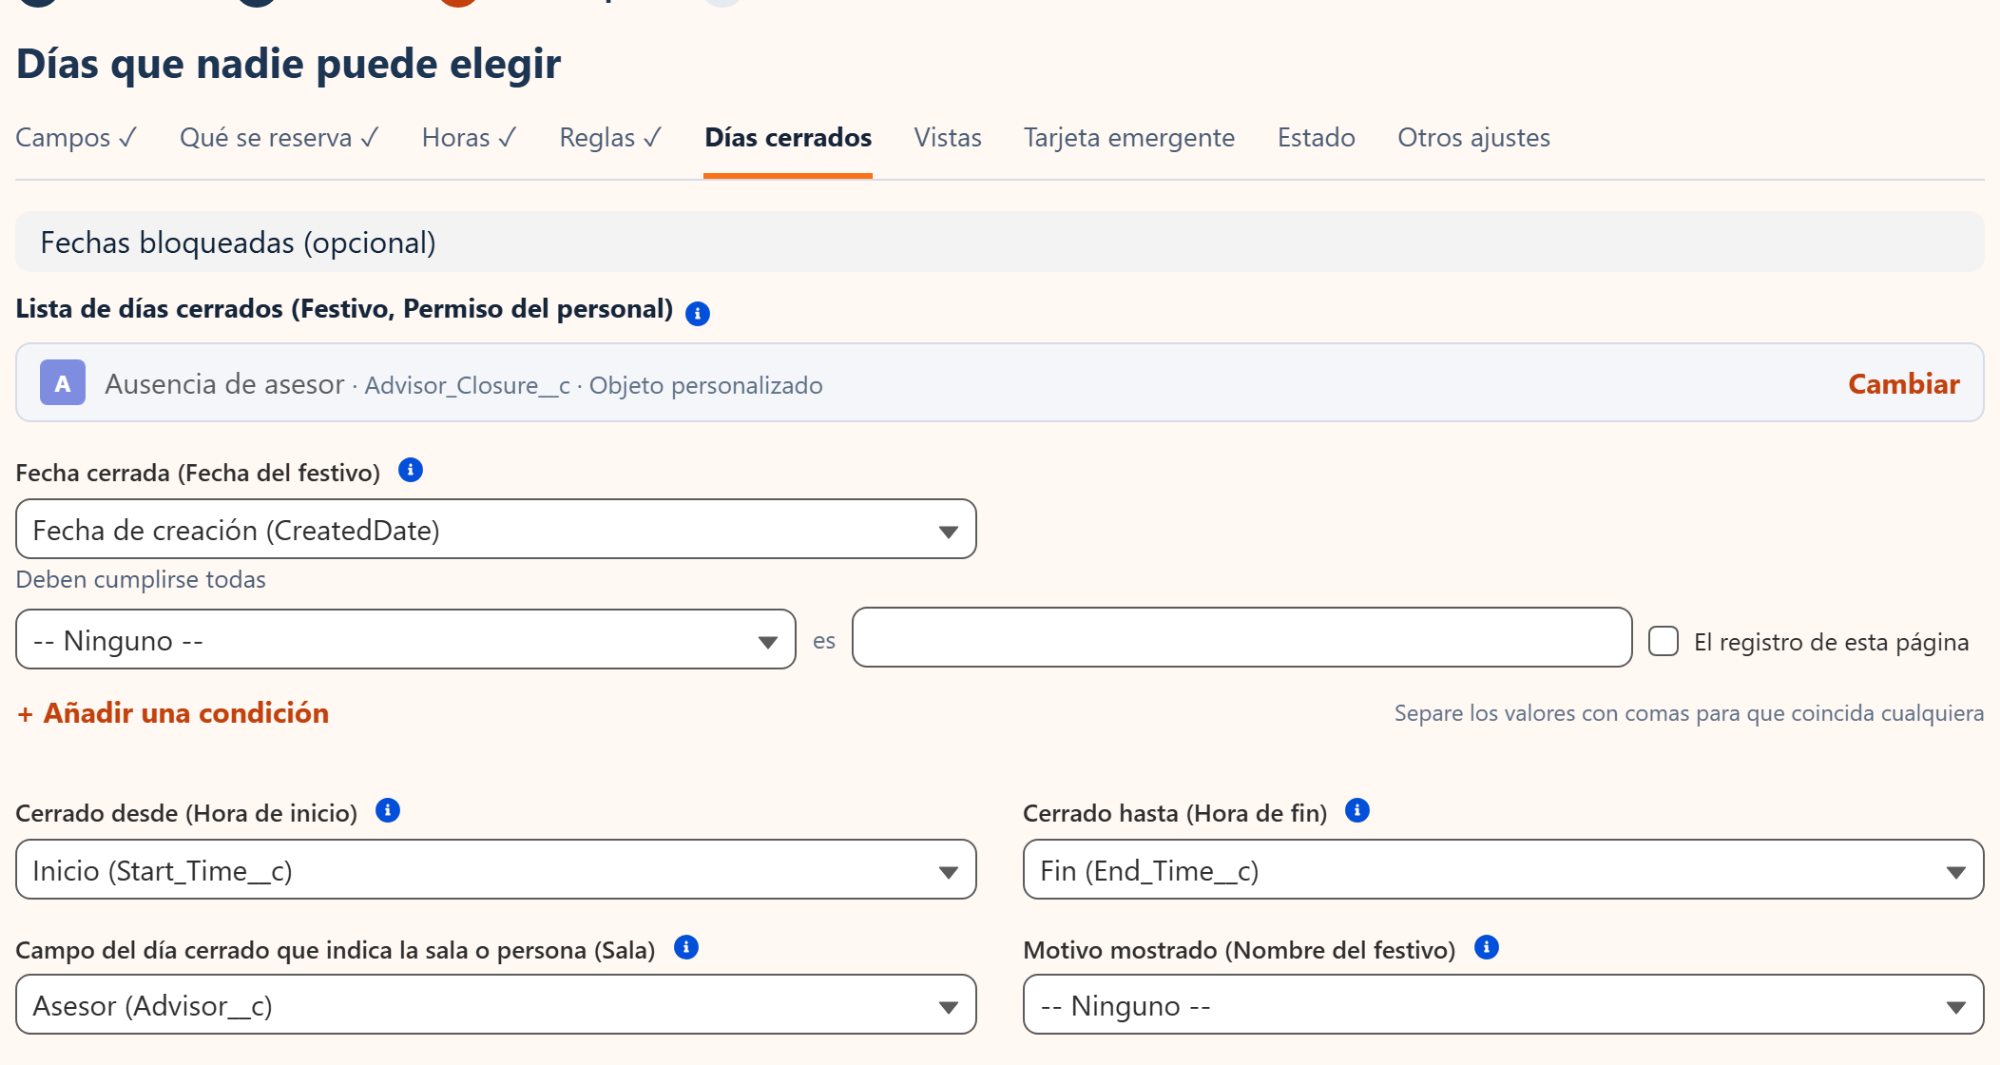 Días que nadie puede elegir
Campos ✓ Qué se reserva ✓ Horas ✓ Reglas ✓ Días cerrados Vistas Tarjeta emergente Estado Otros ajustes
Fechas bloqueadas (opcional)
Lista de días cerrados (Festivo, Permiso del personal)
A Ausencia de asesor · Advisor_Closure__c · Objeto personalizado Cambiar
Fecha cerrada (Fecha del festivo)
Fecha de creación (CreatedDate)
Deben cumplirse todas
-- Ninguno -- es El registro de esta página
+ Añadir una condición Separe los valores con comas para que coincida cualquiera
Cerrado desde (Hora de inicio) Cerrado hasta (Hora de fin)
Inicio (Start_Time__c) Fin (End_Time__c)
Campo del día cerrado que indica la sala o persona (Sala) Motivo mostrado (Nombre del festivo)
Asesor (Advisor__c) -- Ninguno --